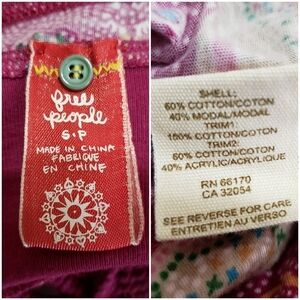 free
people
S•P
MADE IN CHINA
FABRIQUE
EN CHINE
SHELL:
60% COTTON/COTON
40% MODAL/MODAL
TRIM1:
100% COTTON/COTON
TRIM2:
60% COTTON/COTON
40% ACRYLIC/ACRYLIQUE
RN 66170
CA 32054
SEE REVERSE FOR CARE
ENTRETIEN AU VERSO